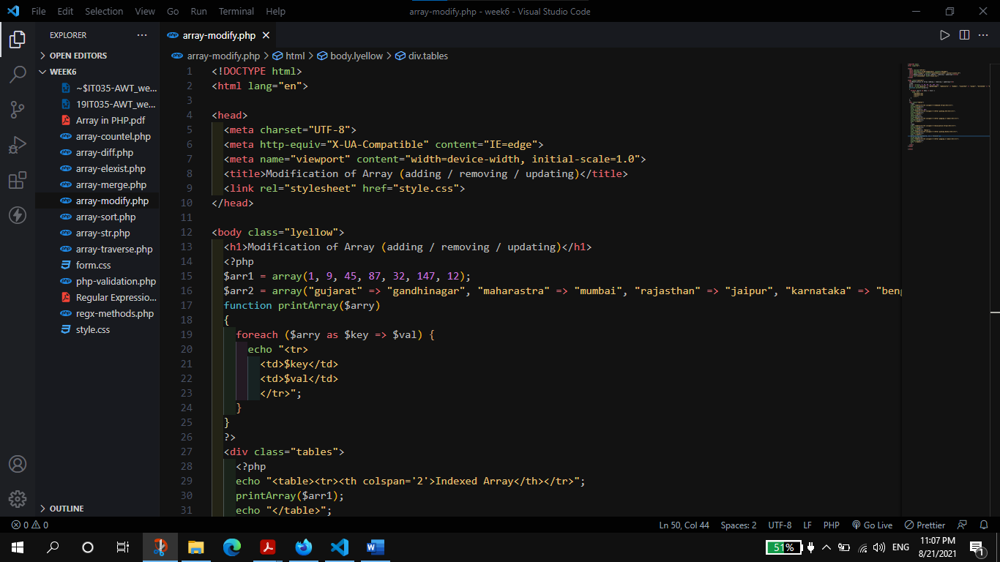 File Edit Selection View Go Run Terminal Help array-modify.php - week6 - Visual Studio Code
EXPLORER ···
OPEN EDITORS
WEEK6
~$IT035-AWT_we...
19IT035-AWT_we...
Array in PHP.pdf
array-countel.php
array-diff.php
array-elexist.php
array-merge.php
array-modify.php
array-sort.php
array-str.php
array-traverse.php
form.css
php-validation.php
Regular Expressio...
regx-methods.php
style.css
OUTLINE
array-modify.php
array-modify.php > html > body.lyellow > div.tables
1 <!DOCTYPE html>
2 <html lang="en">
3
4 <head>
5 <meta charset="UTF-8">
6 <meta http-equiv="X-UA-Compatible" content="IE=edge">
7 <meta name="viewport" content="width=device-width, initial-scale=1.0">
8 <title>Modification of Array (adding / removing / updating)</title>
9 <link rel="stylesheet" href="style.css">
10 </head>
11
12 <body class="lyellow">
13 <h1>Modification of Array (adding / removing / updating)</h1>
14 <?php
15 $arr1 = array(1, 9, 45, 87, 32, 147, 12);
16 $arr2 = array("gujarat" => "gandhinagar", "maharastra" => "mumbai", "rajasthan" => "jaipur", "karnataka" => "beng
17 function printArray($arry)
18 {
19 foreach ($arry as $key => $val) {
20 echo "<tr>
21 <td>$key</td>
22 <td>$val</td>
23 </tr>";
24 }
25 }
26 ?>
27 <div class="tables">
28 <?php
29 echo "<table><tr><th colspan='2'>Indexed Array</th></tr>";
30 printArray($arr1);
31 echo "</table>";
0 0 Ln 50, Col 44 Spaces: 2 UTF-8 LF PHP Go Live Prettier
51% ENG 11:07 PM
8/21/2021 1